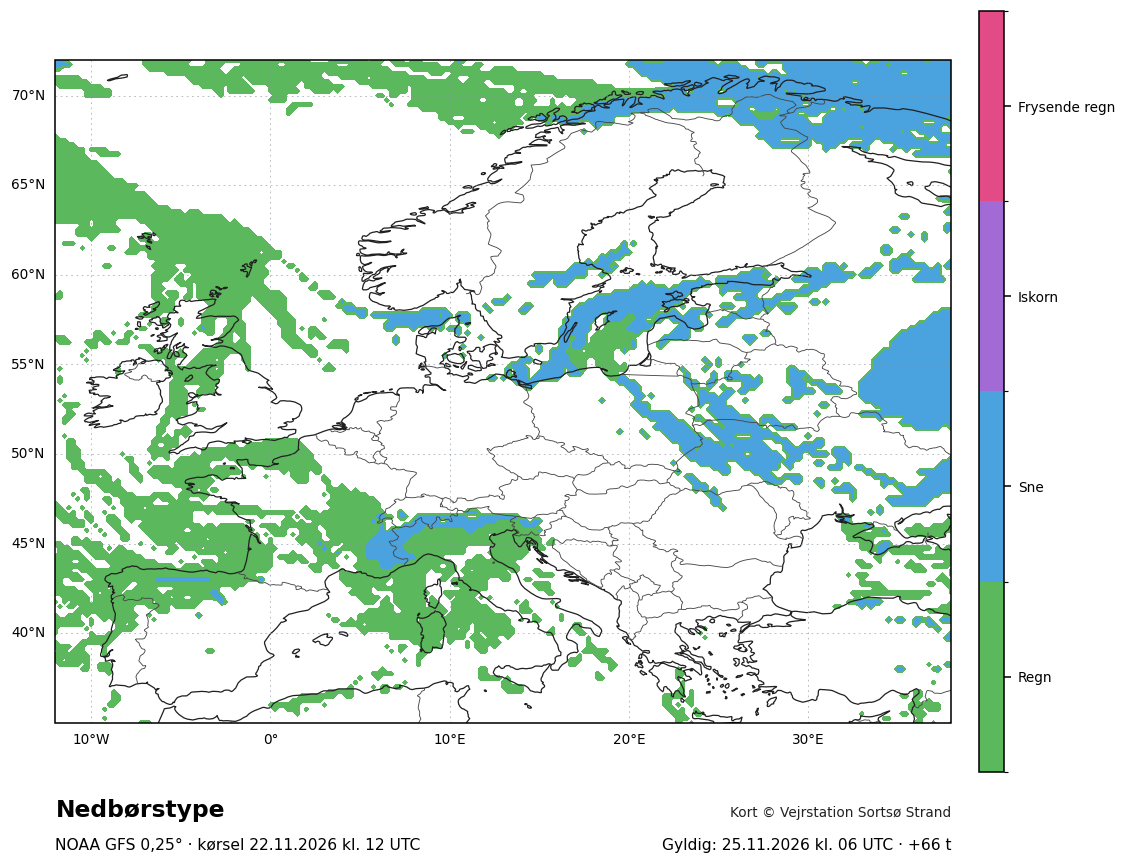 Frysende regn
Iskorn
Sne
Regn
70°N
65°N
60°N
55°N
50°N
45°N
40°N
10°W
0°
10°E
20°E
30°E
Nedbørstype
Kort © Vejrstation Sortsø Strand
NOAA GFS 0,25° · kørsel 22.11.2026 kl. 12 UTC
Gyldig: 25.11.2026 kl. 06 UTC · +66 t